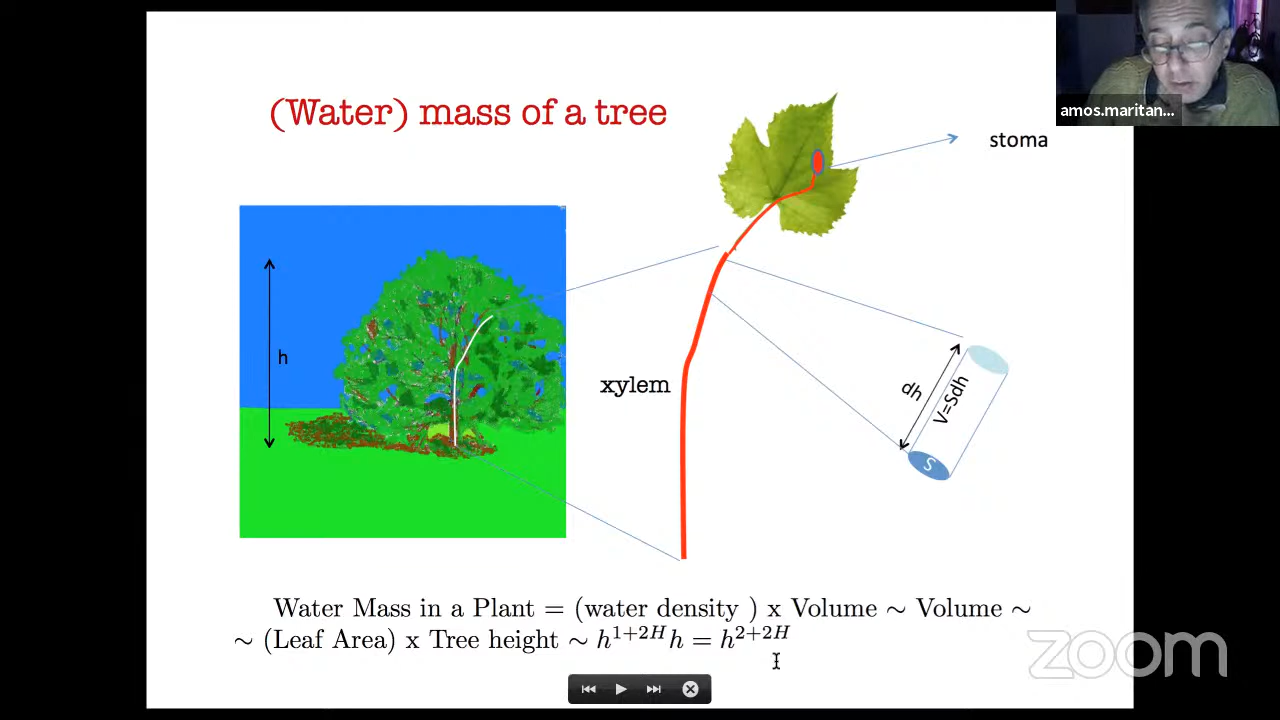 (Water) mass of a tree
amos.maritan...
stoma
h
xylem
dh
V=Sdh
S
Water Mass in a Plant = (water density ) x Volume ∼ Volume ∼
∼ (Leaf Area) x Tree height ∼ h^{1+2H}h = h^{2+2H}
zoom